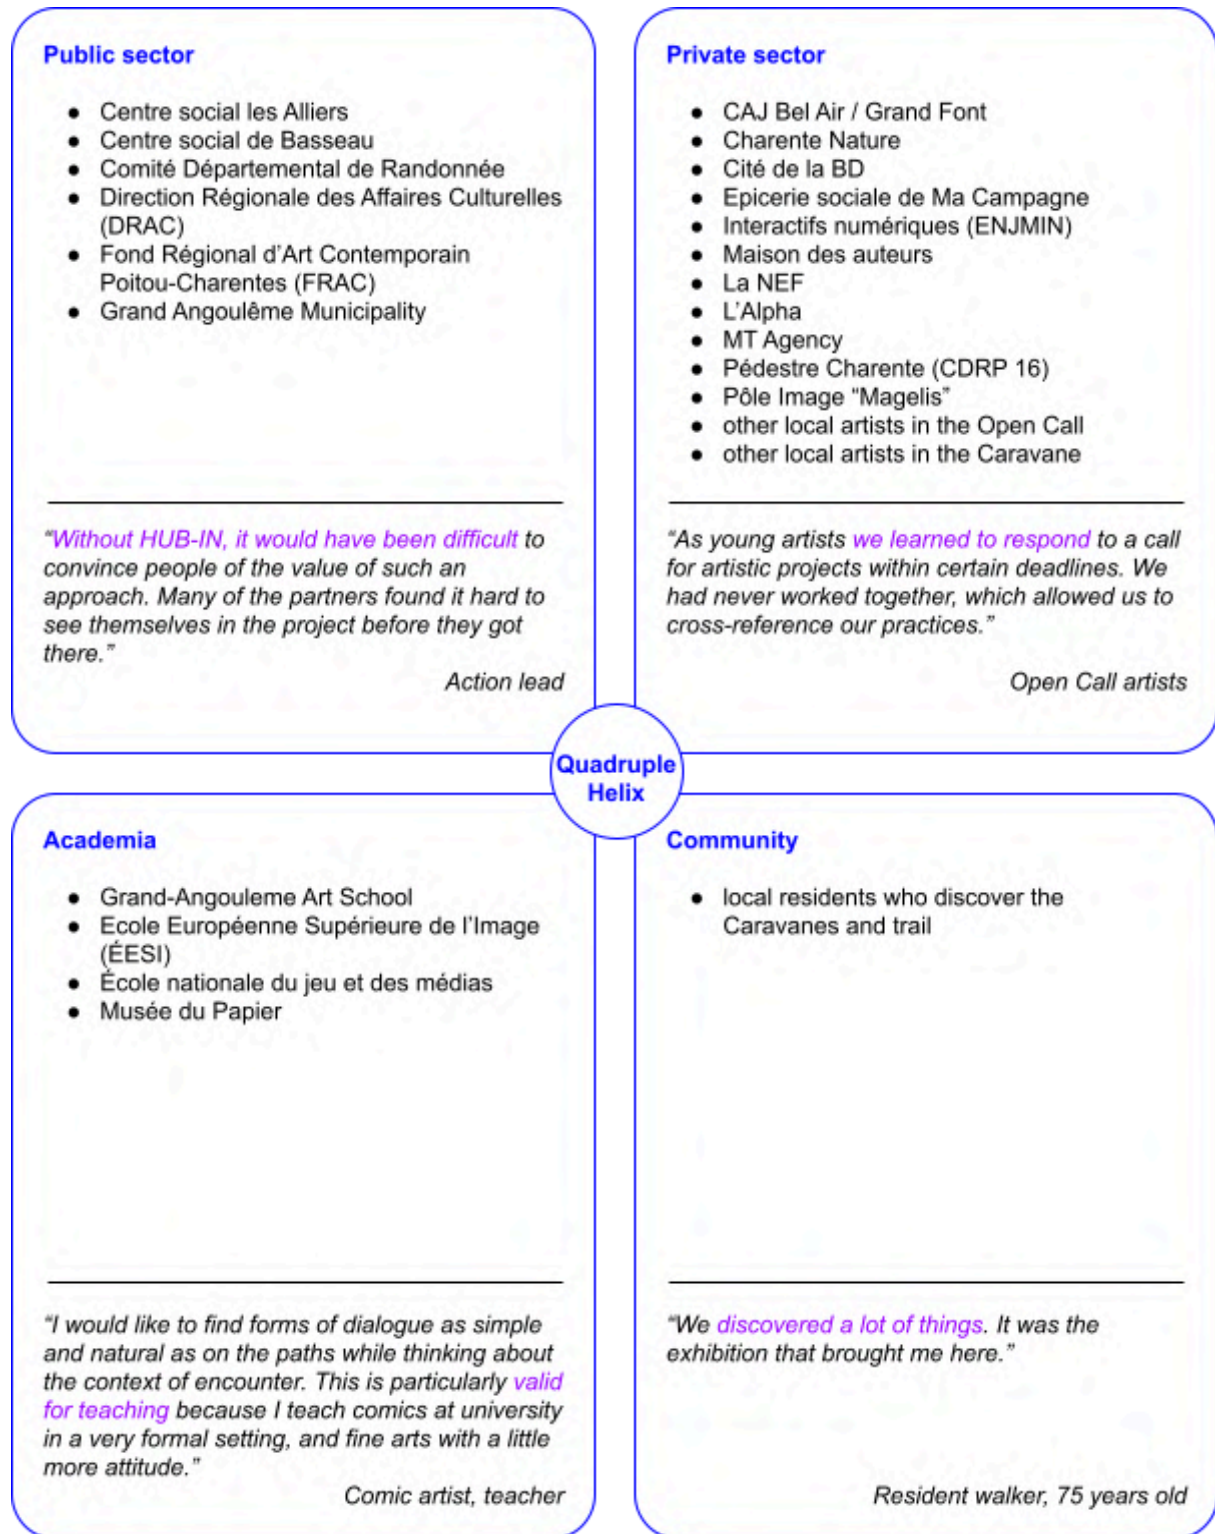 Public sector
● Centre social les Alliers
● Centre social de Basseau
● Comité Départemental de Randonnée
● Direction Régionale des Affaires Culturelles
(DRAC)
● Fond Régional d’Art Contemporain
Poitou-Charentes (FRAC)
● Grand Angoulême Municipality
“Without HUB-IN, it would have been difficult to
convince people of the value of such an
approach. Many of the partners found it hard to
see themselves in the project before they got
there.”
Action lead
Private sector
● CAJ Bel Air / Grand Font
● Charente Nature
● Cité de la BD
● Epicerie sociale de Ma Campagne
● Interactifs numériques (ENJMIN)
● Maison des auteurs
● La NEF
● L’Alpha
● MT Agency
● Pédestre Charente (CDRP 16)
● Pôle Image “Magelis”
● other local artists in the Open Call
● other local artists in the Caravane
“As young artists we learned to respond to a call
for artistic projects within certain deadlines. We
had never worked together, which allowed us to
cross-reference our practices.”
Open Call artists
Quadruple
Helix
Academia
● Grand-Angouleme Art School
● Ecole Européenne Supérieure de l’Image
(ÉESI)
● École nationale du jeu et des médias
● Musée du Papier
“I would like to find forms of dialogue as simple
and natural as on the paths while thinking about
the context of encounter. This is particularly valid
for teaching because I teach comics at university
in a very formal setting, and fine arts with a little
more attitude.”
Comic artist, teacher
Community
● local residents who discover the
Caravanes and trail
“We discovered a lot of things. It was the
exhibition that brought me here.”
Resident walker, 75 years old